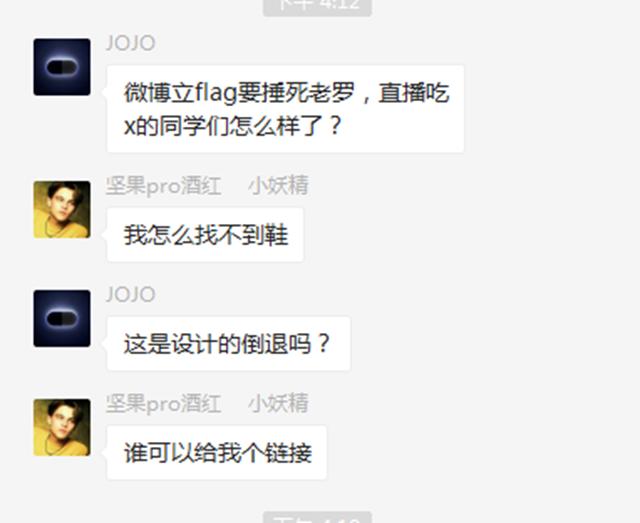 下午 4:12
JOJO
微博立flag要捶死老罗，直播吃
x的同学们怎么样了？
坚果pro酒红 小妖精
我怎么找不到鞋
JOJO
这是设计的倒退吗？
坚果pro酒红 小妖精
谁可以给我个链接